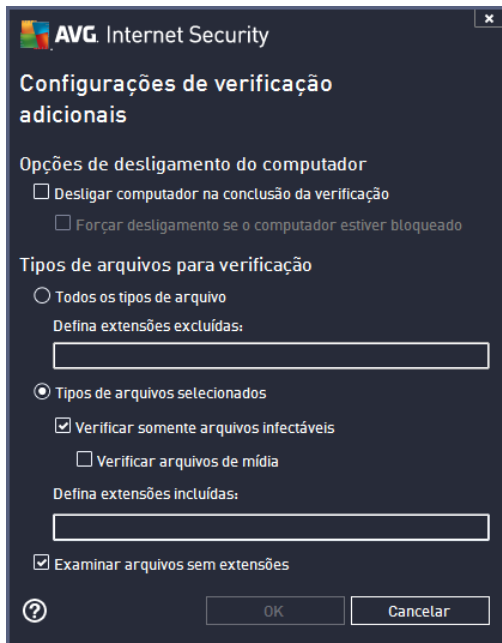 AVG. Internet Security
Configurações de verificação
adicionais
Opções de desligamento do computador
Desligar computador na conclusão da verificação
Forçar desligamento se o computador estiver bloqueado
Tipos de arquivos para verificação
Todos os tipos de arquivo
Defina extensões excluídas:
Tipos de arquivos selecionados
Verificar somente arquivos infectáveis
Verificar arquivos de mídia
Defina extensões incluídas:
Examinar arquivos sem extensões
?
OK
Cancelar